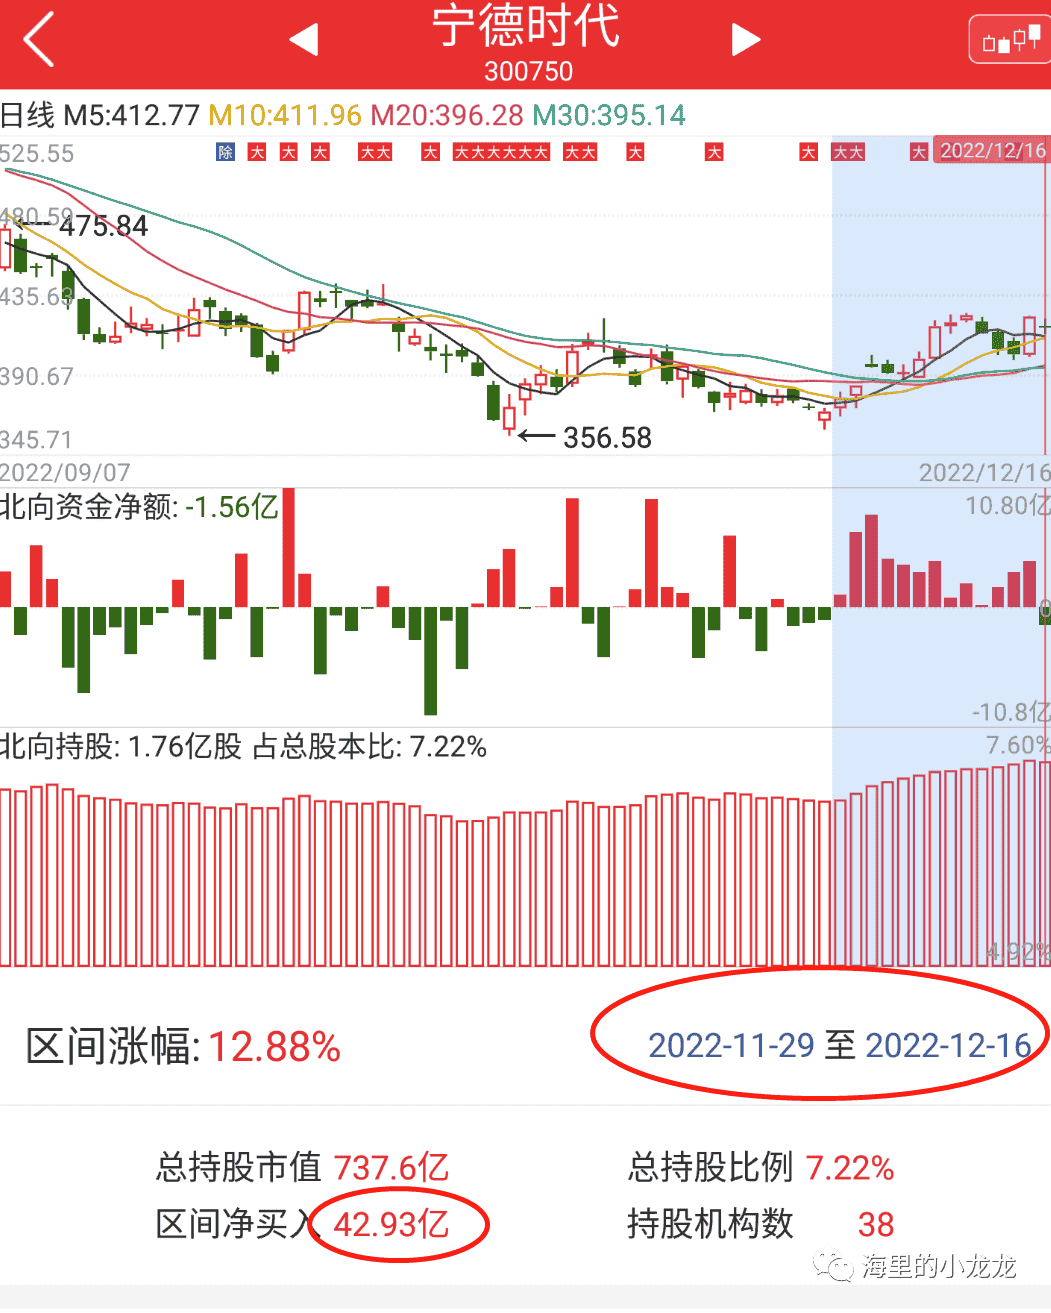 宁德时代
300750
日线 M5:412.77 M10:411.96 M20:396.28 M30:395.14
525.55
除 大 大 大 大大 大 大大大大大大 大大 大 大 大 大大 大 2022/12/16
480.59
475.84
435.63
390.67
356.58
345.71
2022/09/07 2022/12/16
北向资金净额: -1.56亿 10.80亿
0
-10.8亿
北向持股: 1.76亿股 占总股本比: 7.22% 7.60%
4.92%
区间涨幅: 12.88% 2022-11-29 至 2022-12-16
总持股市值 737.6亿 总持股比例 7.22%
区间净买入 42.93亿 持股机构数 38
海里的小龙龙